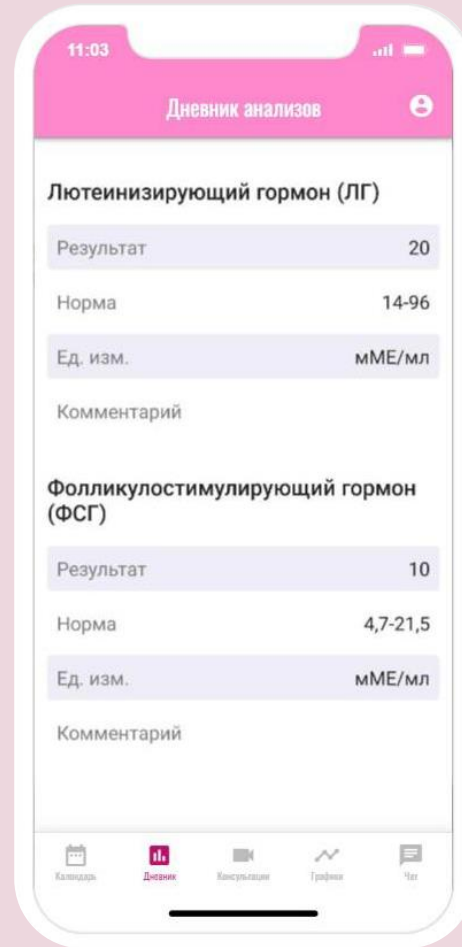 11:03
Дневник анализов
Лютеинизирующий гормон (ЛГ)
Результат 20
Норма 14-96
Ед. изм. мМЕ/мл
Комментарий
Фолликулостимулирующий гормон
(ФСГ)
Результат 10
Норма 4,7-21,5
Ед. изм. мМЕ/мл
Комментарий
Календарь Дневник Консультации Графики Чат